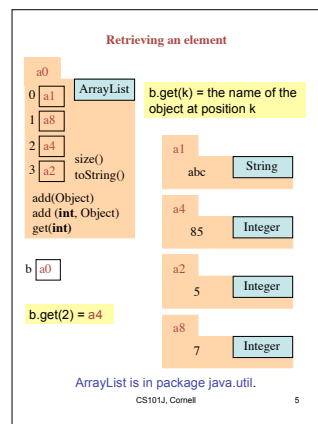 Retrieving an element
a0
ArrayList
0 a1
1 a8
2 a4
3 a2
size()
toString()
add(Object)
add (int, Object)
get(int)
b a0
b.get(2) = a4
b.get(k) = the name of the
object at position k
a1
abc
String
a4
85
Integer
a2
5
Integer
a8
7
Integer
ArrayList is in package java.util.
CS101J, Cornell
5